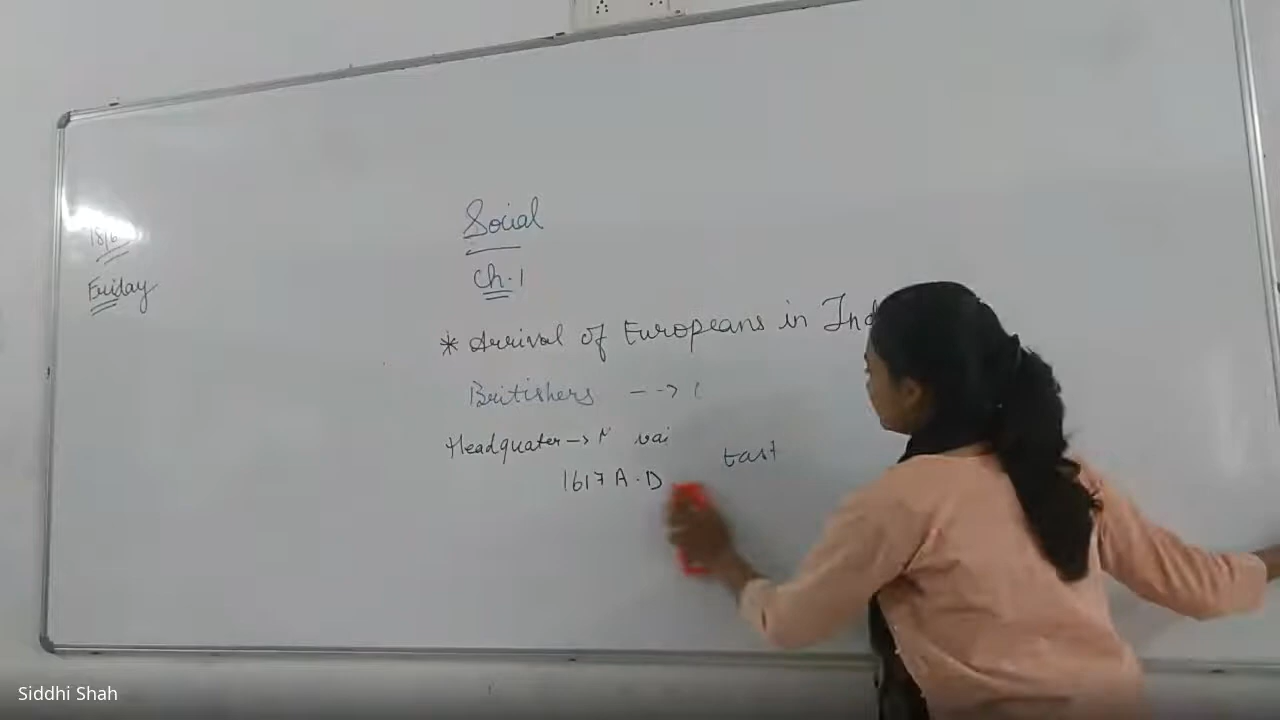 Social
18/6
Ch.1
Friday
* Arrival of Europeans in Ind
Britishers - -> (
Headquater -> M vai
East
1617 A.D
Siddhi Shah